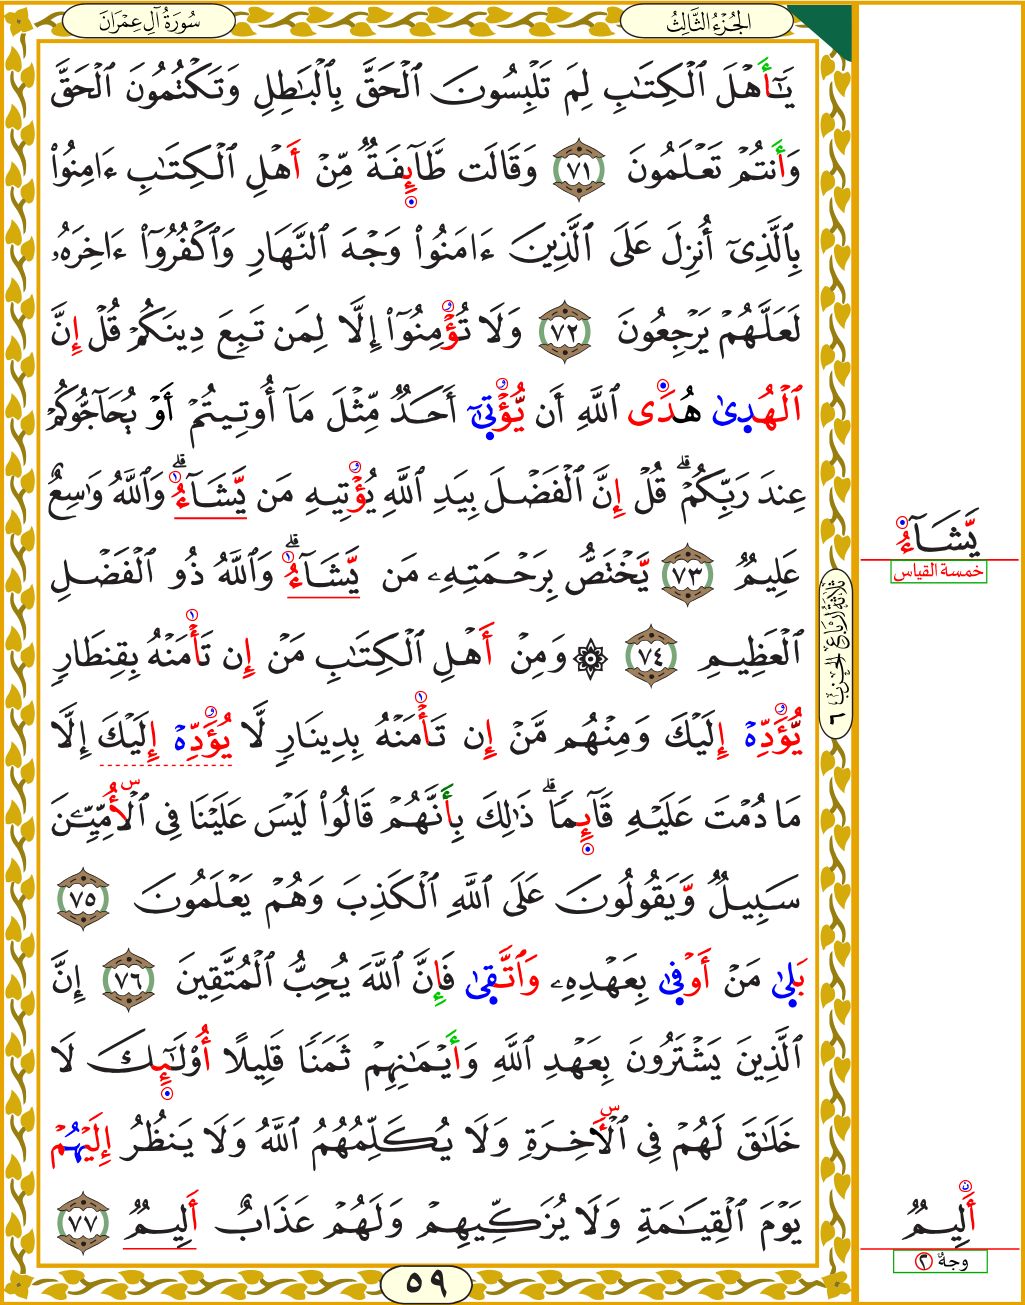 الجُزْءُ الثَّالِثُ
سُورَةُ آلِ عِمْرَان
يَـٰٓأَهْلَ ٱلْكِتَـٰبِ لِمَ تَلْبِسُونَ ٱلْحَقَّ بِٱلْبَـٰطِلِ وَتَكْتُمُونَ ٱلْحَقَّ
وَأَنتُمْ تَعْلَمُونَ ٧١ وَقَالَت طَّآئِفَةٌ مِّنْ أَهْلِ ٱلْكِتَـٰبِ ءَامِنُوا۟
بِٱلَّذِىٓ أُنزِلَ عَلَى ٱلَّذِينَ ءَامَنُوا۟ وَجْهَ ٱلنَّهَارِ وَٱكْفُرُوٓا۟ ءَاخِرَهُۥ
لَعَلَّهُمْ يَرْجِعُونَ ٧٢ وَلَا تُؤْمِنُوٓا۟ إِلَّا لِمَن تَبِعَ دِينَكُمْ قُلْ إِنَّ
ٱلْهُدَىٰ هُدَى ٱللَّهِ أَن يُؤْتَىٰٓ أَحَدٌ مِّثْلَ مَآ أُوتِيتُمْ أَوْ يُحَآجُّوكُمْ
عِندَ رَبِّكُمْ ۗ قُلْ إِنَّ ٱلْفَضْلَ بِيَدِ ٱللَّهِ يُؤْتِيهِ مَن يَّشَآءُ ۗ وَٱللَّهُ وَٰسِعٌ
عَلِيمٌ ٧٣ يَّخْتَصُّ بِرَحْمَتِهِۦ مَن يَّشَآءُ ۗ وَٱللَّهُ ذُو ٱلْفَضْلِ
ٱلْعَظِيمِ ٧٤ ۞ وَمِنْ أَهْلِ ٱلْكِتَـٰبِ مَنْ إِن تَأْمَنْهُ بِقِنطَارٍ
يُّؤَدِّهْ إِلَيْكَ وَمِنْهُم مَّنْ إِن تَأْمَنْهُ بِدِينَارٍ لَّا يُؤَدِّهْ إِلَيْكَ إِلَّا
مَا دُمْتَ عَلَيْهِ قَآئِمًا ۗ ذَٰلِكَ بِأَنَّهُمْ قَالُوا۟ لَيْسَ عَلَيْنَا فِى ٱلْأُمِّيِّـۧنَ
سَبِيلٌ وَّيَقُولُونَ عَلَى ٱللَّهِ ٱلْكَذِبَ وَهُمْ يَعْلَمُونَ ٧٥
بَلَىٰ مَنْ أَوْفَىٰ بِعَهْدِهِۦ وَٱتَّقَىٰ فَإِنَّ ٱللَّهَ يُحِبُّ ٱلْمُتَّقِينَ ٧٦ إِنَّ
ٱلَّذِينَ يَشْتَرُونَ بِعَهْدِ ٱللَّهِ وَأَيْمَـٰنِهِمْ ثَمَنًا قَلِيلًا أُو۟لَـٰٓئِكَ لَا
خَلَـٰقَ لَهُمْ فِى ٱلْأَخِرَةِ وَلَا يُكَلِّمُهُمُ ٱللَّهُ وَلَا يَنظُرُ إِلَيْهُمْ
يَوْمَ ٱلْقِيَـٰمَةِ وَلَا يُزَكِّيهِمْ وَلَهُمْ عَذَابٌ أَلِيمٌ ٧٧
٥٩
ثَلَاثَةُ أَرْبَاعِ الحِزْب ٦
يَّشَآءُ
خمسة القياس
أَلِيمٌ
وجهٌ ٢